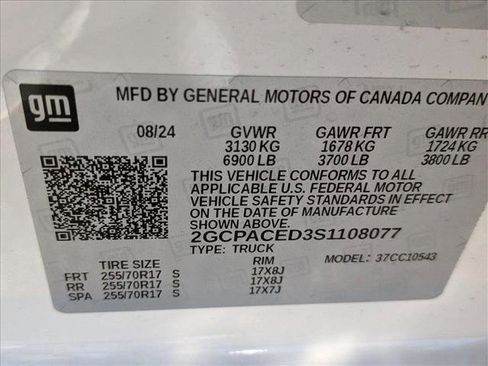 gm
MFD BY GENERAL MOTORS OF CANADA COMPAN
08/24 GVWR GAWR FRT GAWR RR
3130 KG 1678 KG 1724 KG
6900 LB 3700 LB 3800 LB
THIS VEHICLE CONFORMS TO ALL
APPLICABLE U.S. FEDERAL MOTOR
VEHICLE SAFETY STANDARDS IN EFFECT
ON THE DATE OF MANUFACTURE
SHOWN ABOVE.
2GCPACED3S1108077
TYPE: TRUCK MODEL: 37CC10543
TIRE SIZE RIM
FRT 255/70R17 S 17X8J
RR 255/70R17 S 17X8J
SPA 255/70R17 S 17X7J